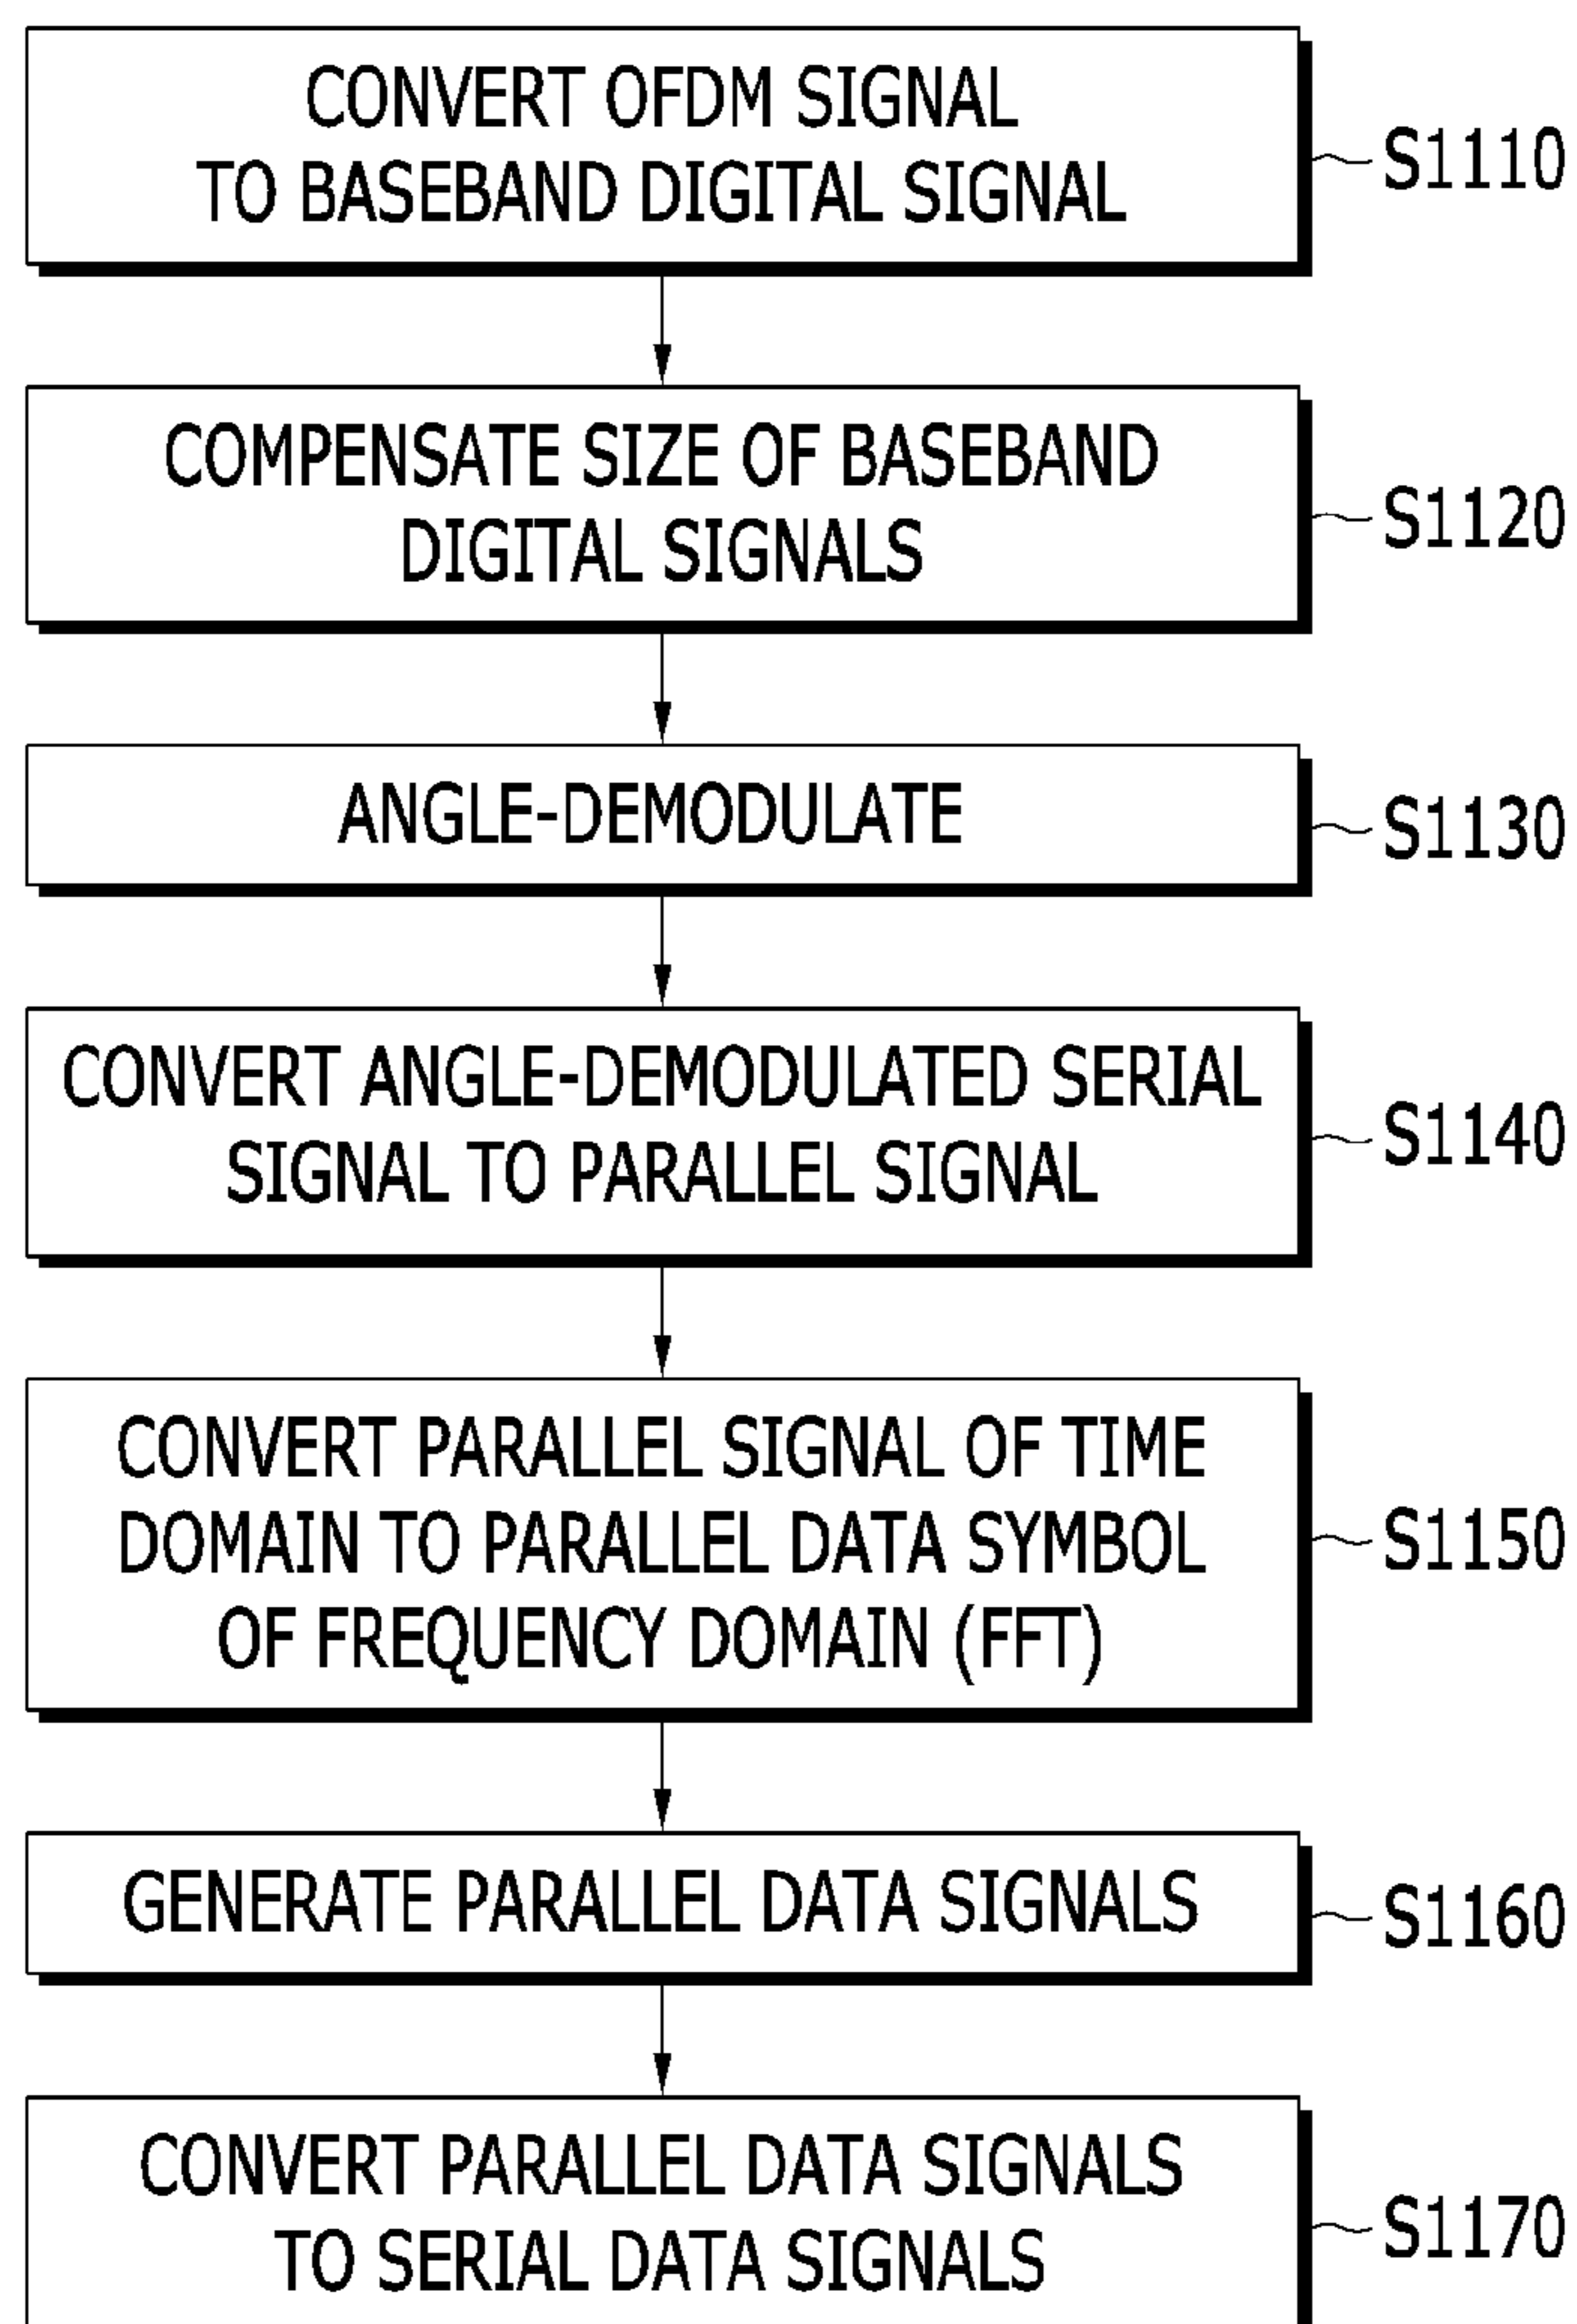 CONVERT OFDM SIGNAL
TO BASEBAND DIGITAL SIGNAL
S1110
COMPENSATE SIZE OF BASEBAND
DIGITAL SIGNALS
S1120
ANGLE-DEMODULATE
S1130
CONVERT ANGLE-DEMODULATED SERIAL
SIGNAL TO PARALLEL SIGNAL
S1140
CONVERT PARALLEL SIGNAL OF TIME
DOMAIN TO PARALLEL DATA SYMBOL
OF FREQUENCY DOMAIN (FFT)
S1150
GENERATE PARALLEL DATA SIGNALS
S1160
CONVERT PARALLEL DATA SIGNALS
TO SERIAL DATA SIGNALS
S1170